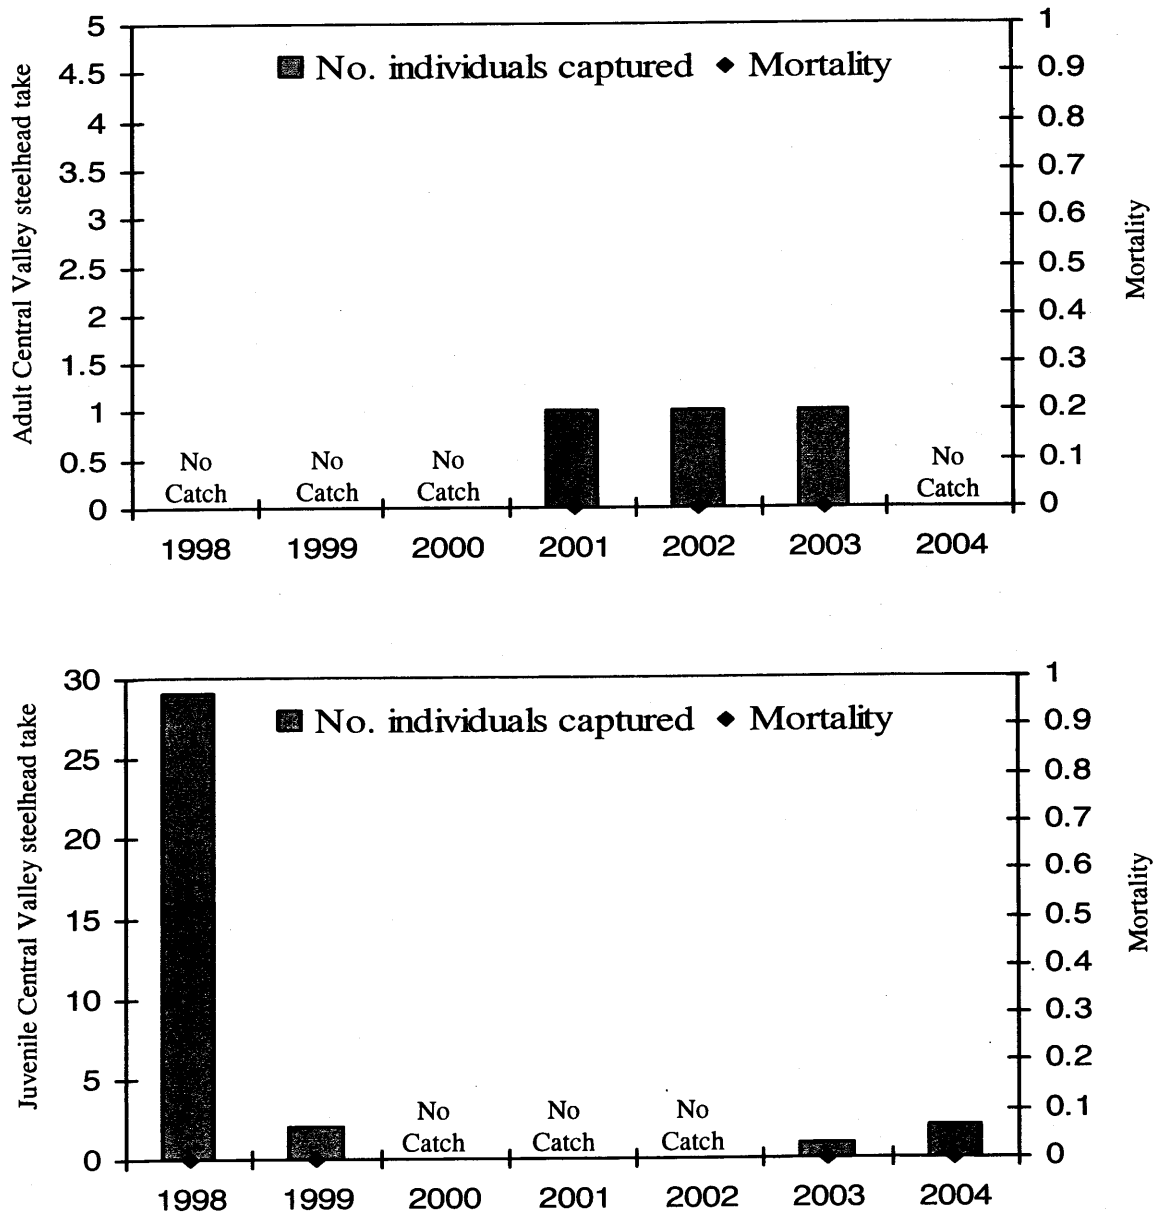 Adult Central Valley steelhead take
5
4.5
4
3.5
3
2.5
2
1.5
1
0.5
0
No. individuals captured Mortality
No Catch
No Catch
No Catch
No Catch
1998 1999 2000 2001 2002 2003 2004
1
0.9
0.8
0.7
0.6
0.5
0.4
0.3
0.2
0.1
0
Mortality
Juvenile Central Valley steelhead take
30
25
20
15
10
5
0
No. individuals captured Mortality
No Catch
No Catch
No Catch
1998 1999 2000 2001 2002 2003 2004
1
0.9
0.8
0.7
0.6
0.5
0.4
0.3
0.2
0.1
0
Mortality